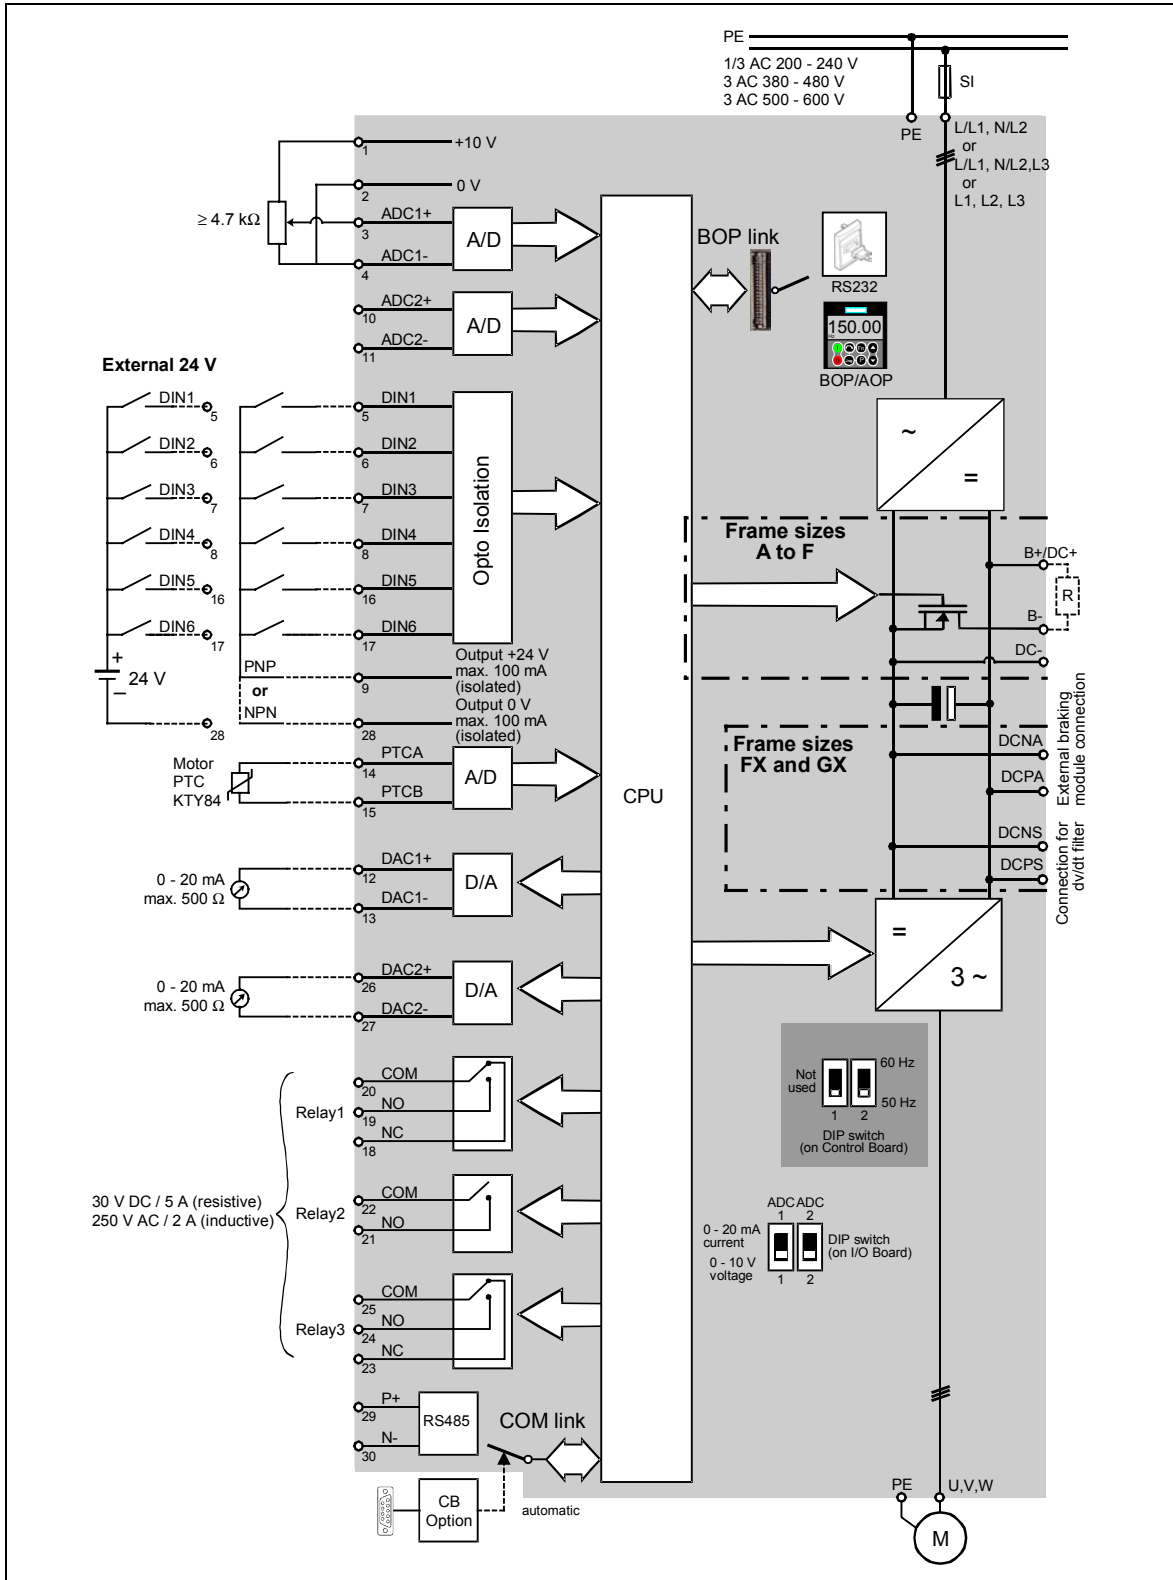 PE
1/3 AC 200 - 240 V
3 AC 380 - 480 V
3 AC 500 - 600 V
SI
PE
L/L1, N/L2
or
L/L1, N/L2,L3
or
L1, L2, L3
1
+10 V
2
0 V
≥ 4.7 kΩ
ADC1+
3
ADC1-
4
A/D
ADC2+
10
ADC2-
11
A/D
BOP link
RS232
150.00
Hz
BOP/AOP
External 24 V
DIN1
5
DIN2
6
DIN3
7
DIN4
8
DIN5
16
DIN6
17
+
24 V
–
28
DIN1
5
DIN2
6
DIN3
7
DIN4
8
DIN5
16
DIN6
17
Opto Isolation
PNP
or
NPN
9
Output +24 V
max. 100 mA
(isolated)
28
Output 0 V
max. 100 mA
(isolated)
Motor
PTC
KTY84
PTCA
14
PTCB
15
A/D
CPU
0 - 20 mA
max. 500 Ω
DAC1+
12
DAC1-
13
D/A
0 - 20 mA
max. 500 Ω
DAC2+
26
DAC2-
27
D/A
30 V DC / 5 A (resistive)
250 V AC / 2 A (inductive)
Relay1
COM
20
NO
19
NC
18
Relay2
COM
22
NO
21
Relay3
COM
25
NO
24
NC
23
P+
29
N-
30
RS485
COM link
CB
Option
automatic
~
=
Frame sizes
A to F
B+/DC+
R
B-
DC-
Frame sizes
FX and GX
DCNA
DCPA
External braking
module connection
DCNS
DCPS
Connection for
dv/dt filter
=
3 ~
Not
used
60 Hz
50 Hz
1 2
DIP switch
(on Control Board)
ADC ADC
1 2
0 - 20 mA
current
0 - 10 V
voltage
1 2
DIP switch
(on I/O Board)
PE
U,V,W
M